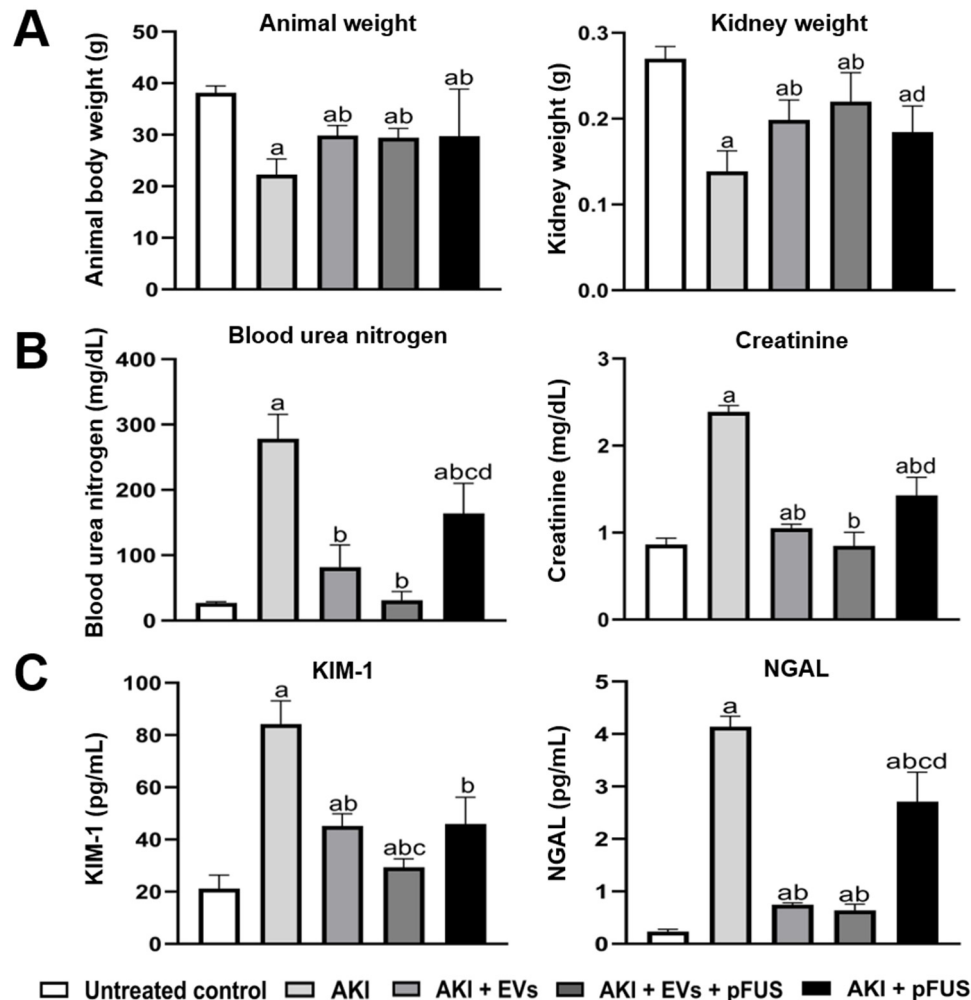 A
Animal weight
Animal body weight (g)
50
40
30
20
10
0
a
ab
ab
ab
Kidney weight
Kidney weight (g)
0.3
0.2
0.1
0.0
a
ab
ab
ad
B
Blood urea nitrogen
Blood urea nitrogen (mg/dL)
400
300
200
100
0
a
b
b
abcd
Creatinine
Creatinine (mg/dL)
3
2
1
0
a
ab
b
abd
C
KIM-1
KIM-1 (pg/mL)
100
80
60
40
20
0
a
ab
abc
b
NGAL
NGAL (pg/mL)
5
4
3
2
1
0
a
ab
ab
abcd
Untreated control AKI AKI + EVs AKI + EVs + pFUS AKI + pFUS